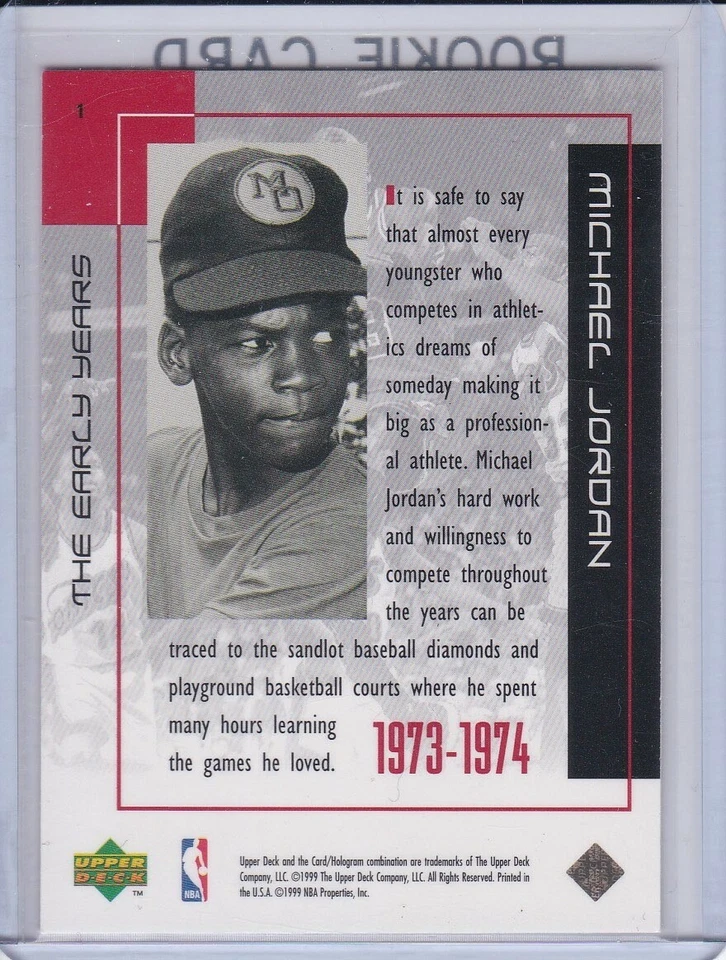 ROOKIE CARD
1
MO
THE EARLY YEARS
MICHAEL JORDAN
It is safe to say
that almost every
youngster who
competes in athlet-
ics dreams of
someday making it
big as a profession-
al athlete. Michael
Jordan's hard work
and willingness to
compete throughout
the years can be
traced to the sandlot baseball diamonds and
playground basketball courts where he spent
many hours learning
the games he loved.
1973-1974
UPPER
DECK
TM
NBA
Upper Deck and the Card/Hologram combination are trademarks of The Upper Deck
Company, LLC. ©1999 The Upper Deck Company, LLC. All Rights Reserved. Printed in
the U.S.A. ©1999 NBA Properties, Inc.